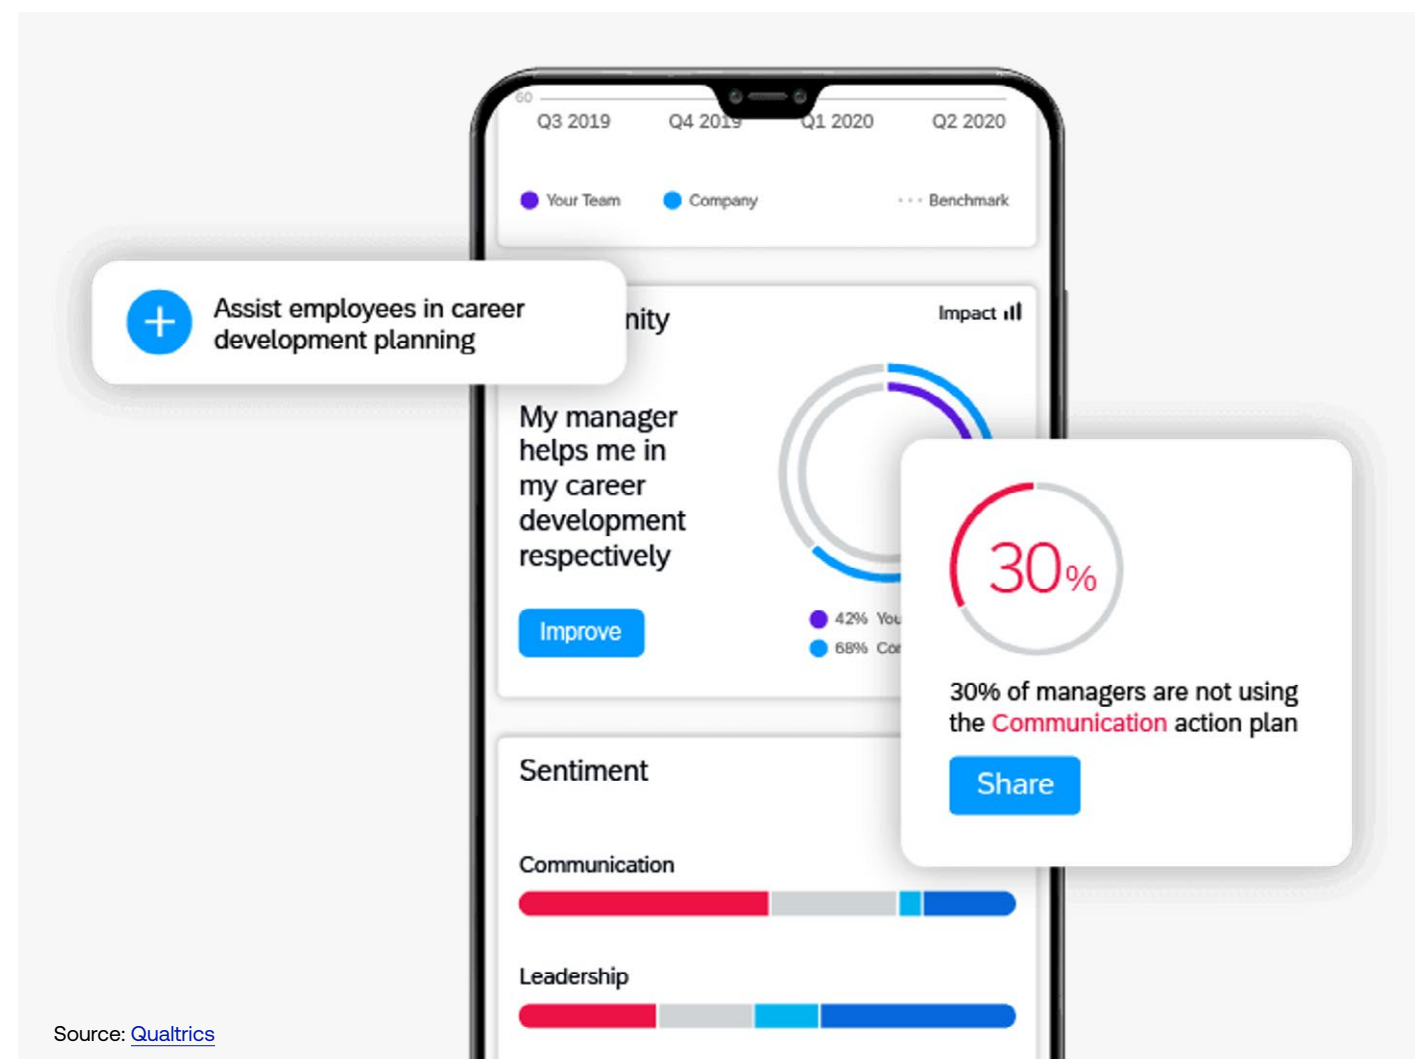 60
Q3 2019 Q4 2019 Q1 2020 Q2 2020
Your Team Company Benchmark
Assist employees in career
development planning
Impact
My manager
helps me in
my career
development
respectively
Improve
42%
68%
30%
30% of managers are not using
the Communication action plan
Share
Sentiment
Communication
Leadership
Source: Qualtrics